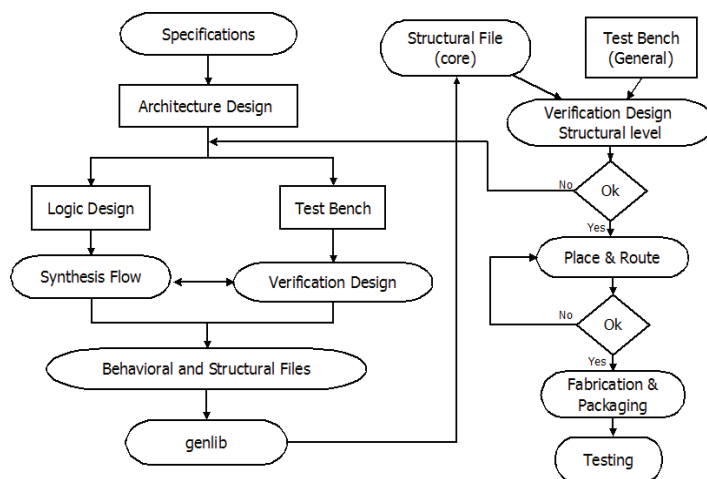 Specifications
Architecture Design
Logic Design
Test Bench
Synthesis Flow
Verification Design
Behavioral and Structural Files
genlib
Structural File
(core)
Test Bench
(General)
Verification Design
Structural level
No
Ok
Yes
Place & Route
No
Ok
Yes
Fabrication &
Packaging
Testing